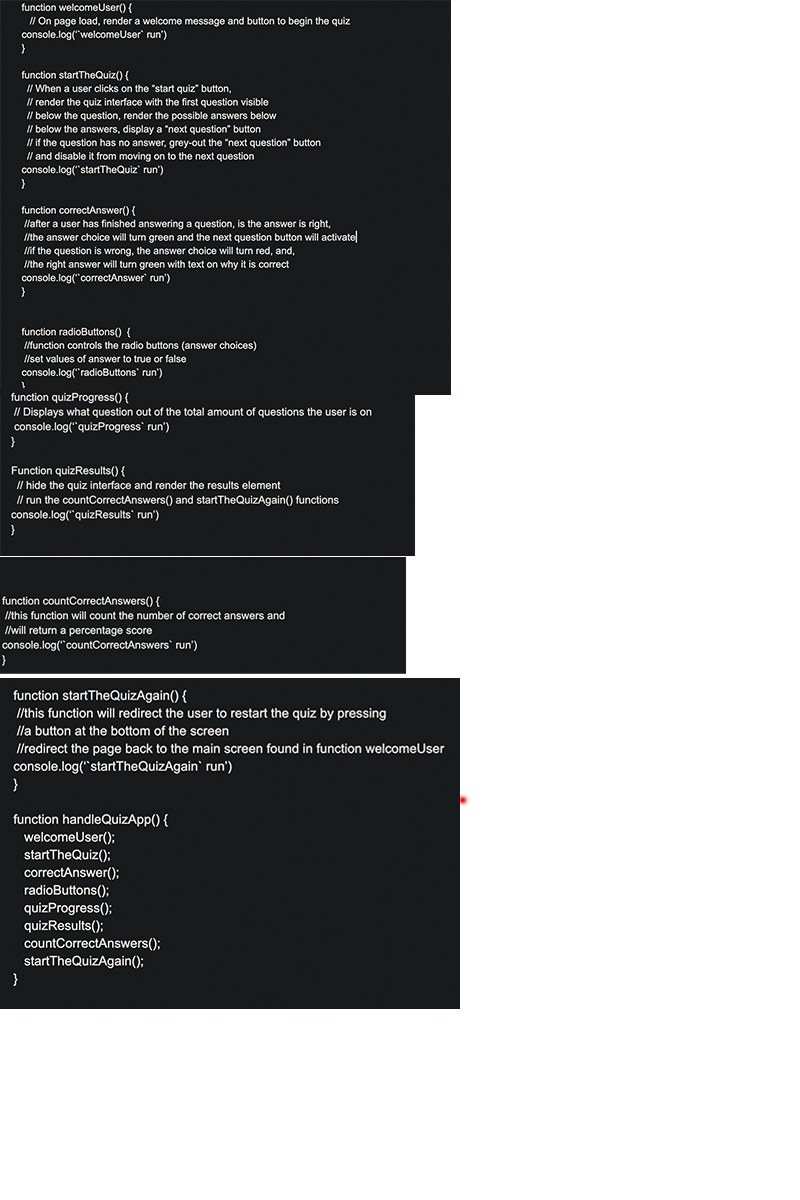 function welcomeUser() {
// On page load, render a welcome message and button to begin the quiz
console.log('`welcomeUser` run')
}
function startTheQuiz() {
// When a user clicks on the “start quiz” button,
// render the quiz interface with the first question visible
// below the question, render the possible answers below
// below the answers, display a “next question” button
// if the question has no answer, grey-out the “next question” button
// and disable it from moving on to the next question
console.log('`startTheQuiz` run')
}
function correctAnswer() {
//after a user has finished answering a question, is the answer is right,
//the answer choice will turn green and the next question button will activate
//if the question is wrong, the answer choice will turn red, and,
//the right answer will turn green with text on why it is correct
console.log('`correctAnswer` run')
}
function radioButtons()  {
//function controls the radio buttons (answer choices)
//set values of answer to true or false
console.log('`radioButtons` run')
}
function quizProgress() {
// Displays what question out of the total amount of questions the user is on
console.log('`quizProgress` run')
}
Function quizResults() {
// hide the quiz interface and render the results element
// run the countCorrectAnswers() and startTheQuizAgain() functions
console.log('`quizResults` run')
}
function countCorrectAnswers() {
//this function will count the number of correct answers and
//will return a percentage score
console.log('`countCorrectAnswers` run')
}
function startTheQuizAgain() {
//this function will redirect the user to restart the quiz by pressing
//a button at the bottom of the screen
//redirect the page back to the main screen found in function welcomeUser
console.log('`startTheQuizAgain` run')
}
function handleQuizApp() {
welcomeUser();
startTheQuiz();
correctAnswer();
radioButtons();
quizProgress();
quizResults();
countCorrectAnswers();
startTheQuizAgain();
}